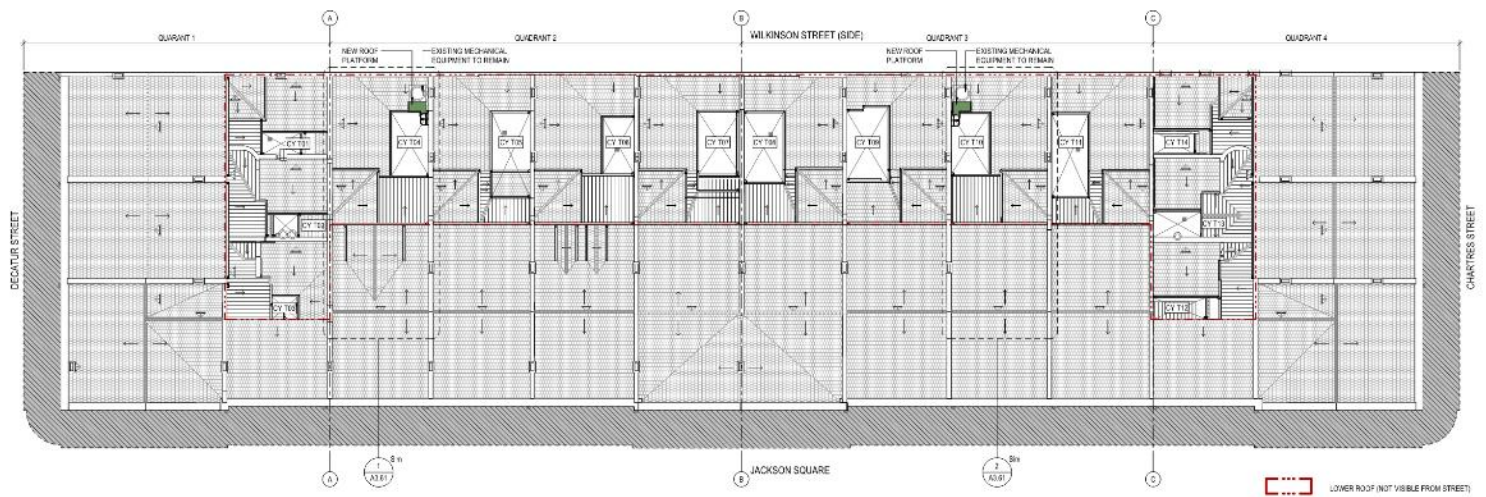 A
B
C
QUARANT 1
QUADRANT 2
WILKINSON STREET (SIDE)
QUADRANT 3
QUADRANT 4
NEW ROOF
PLATFORM
EXISTING MECHANICAL
EQUIPMENT TO REMAIN
NEW ROOF
PLATFORM
EXISTING MECHANICAL
EQUIPMENT TO REMAIN
CY T01
CY T04
CY T05
CY T06
CY T07
CY T08
CY T09
CY T10
CY T11
CY T14
CY T02
CY T13
CY T03
CY T12
DECATUR STREET
CHARTRES STREET
1
A3.61
Sim
2
A3.61
Sim
A
B
C
JACKSON SQUARE
LOWER ROOF (NOT VISIBLE FROM STREET)